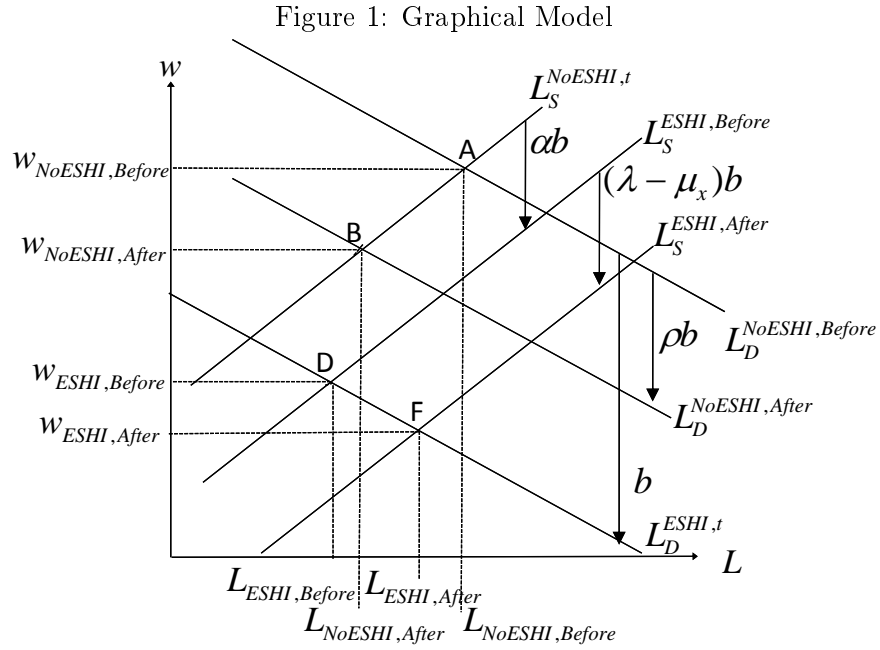 Figure 1: Graphical Model
w
L_S^{NoESHI,t}
L_S^{ESHI,Before}
A
αb
w_{NoESHI,Before}
(λ − μ_x)b
L_S^{ESHI,After}
B
w_{NoESHI,After}
ρb
L_D^{NoESHI,Before}
D
w_{ESHI,Before}
F
L_D^{NoESHI,After}
w_{ESHI,After}
b
L_D^{ESHI,t}
L
L_{ESHI,Before}
L_{ESHI,After}
L_{NoESHI,After}
L_{NoESHI,Before}